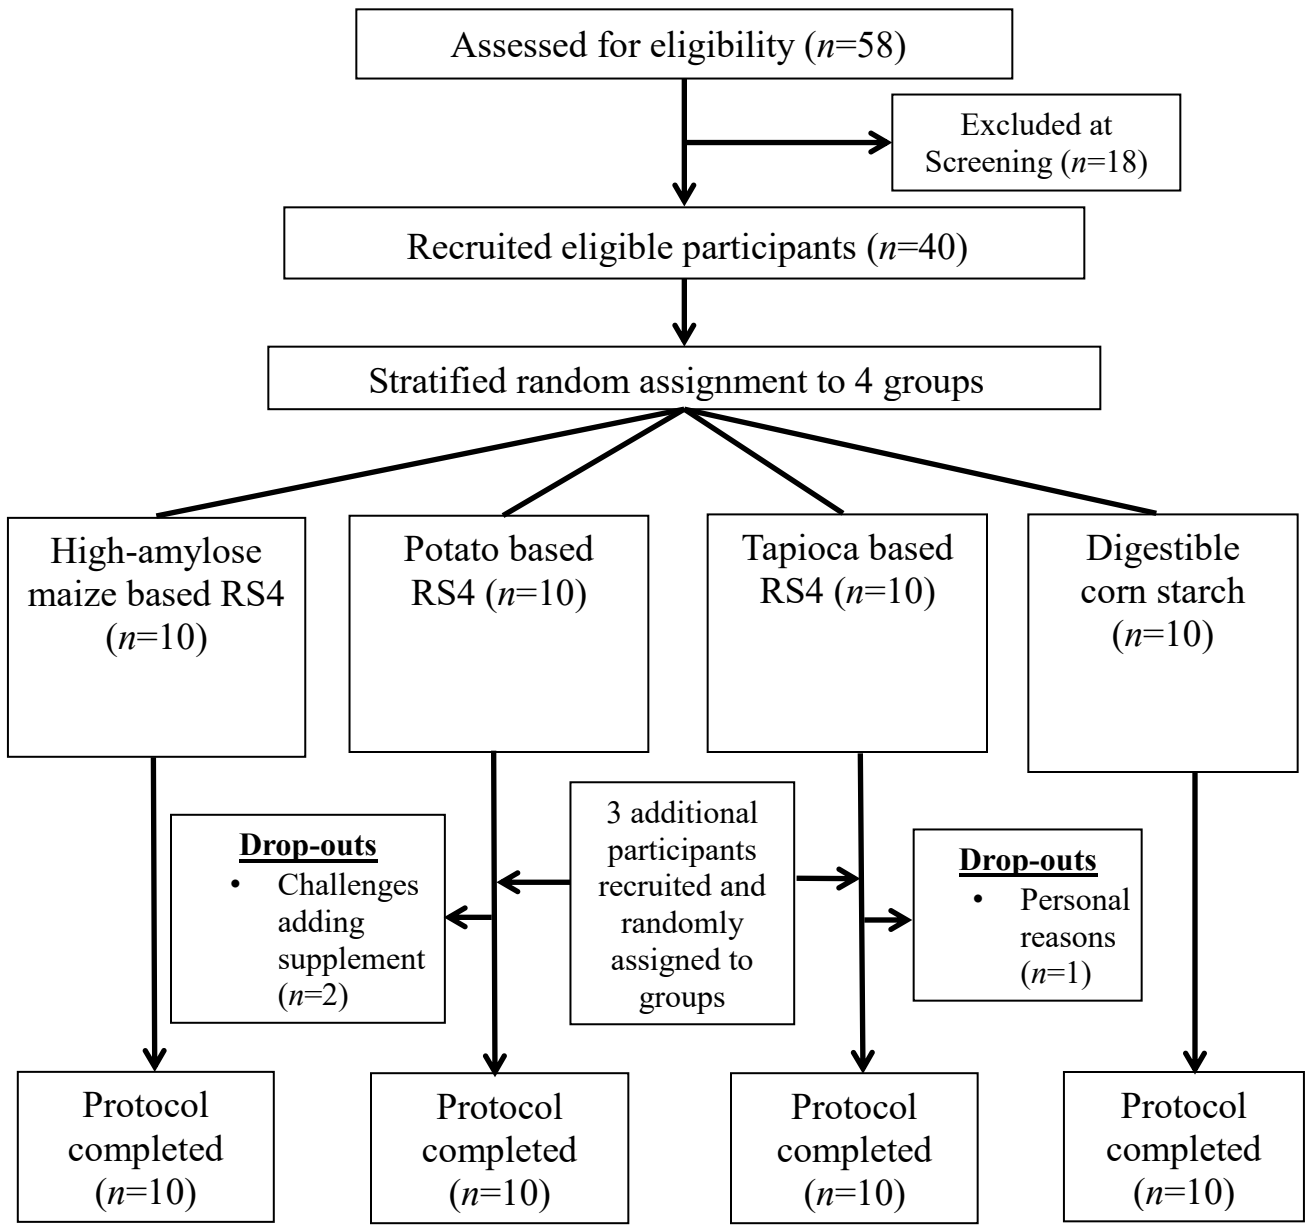 Assessed for eligibility (n=58)
Excluded at
Screening (n=18)
Recruited eligible participants (n=40)
Stratified random assignment to 4 groups
High-amylose
maize based RS4
(n=10)
Potato based
RS4 (n=10)
Tapioca based
RS4 (n=10)
Digestible
corn starch
(n=10)
Drop-outs
• Challenges
adding
supplement
(n=2)
3 additional
participants
recruited and
randomly
assigned to
groups
Drop-outs
• Personal
reasons
(n=1)
Protocol
completed
(n=10)
Protocol
completed
(n=10)
Protocol
completed
(n=10)
Protocol
completed
(n=10)